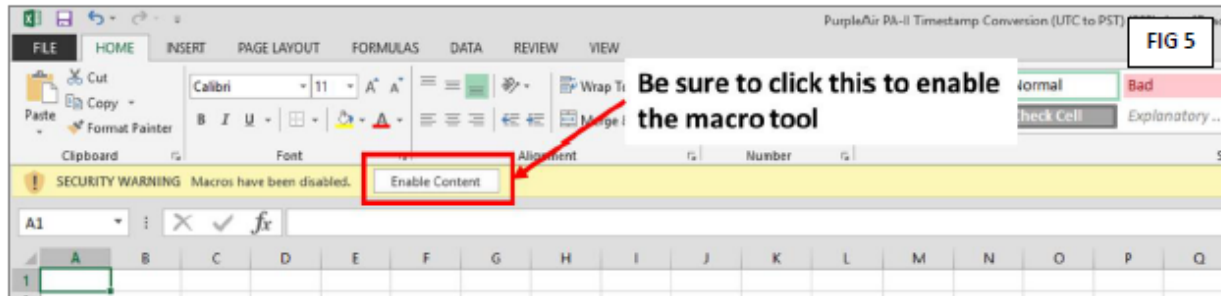 PurpleAir PA-II Timestamp Conversion (UTC to PST)
FIG 5
FILE HOME INSERT PAGE LAYOUT FORMULAS DATA REVIEW VIEW
Cut
Copy
Format Painter
Paste
Calibri 11 A A
B I U A
Wrap
Be sure to click this to enable
the macro tool
Normal Bad
Check Cell Explanatory ...
Clipboard Font Alignment Number
SECURITY WARNING Macros have been disabled. Enable Content
A1 fx
A B C D E F G H I J K L M N O P Q
1